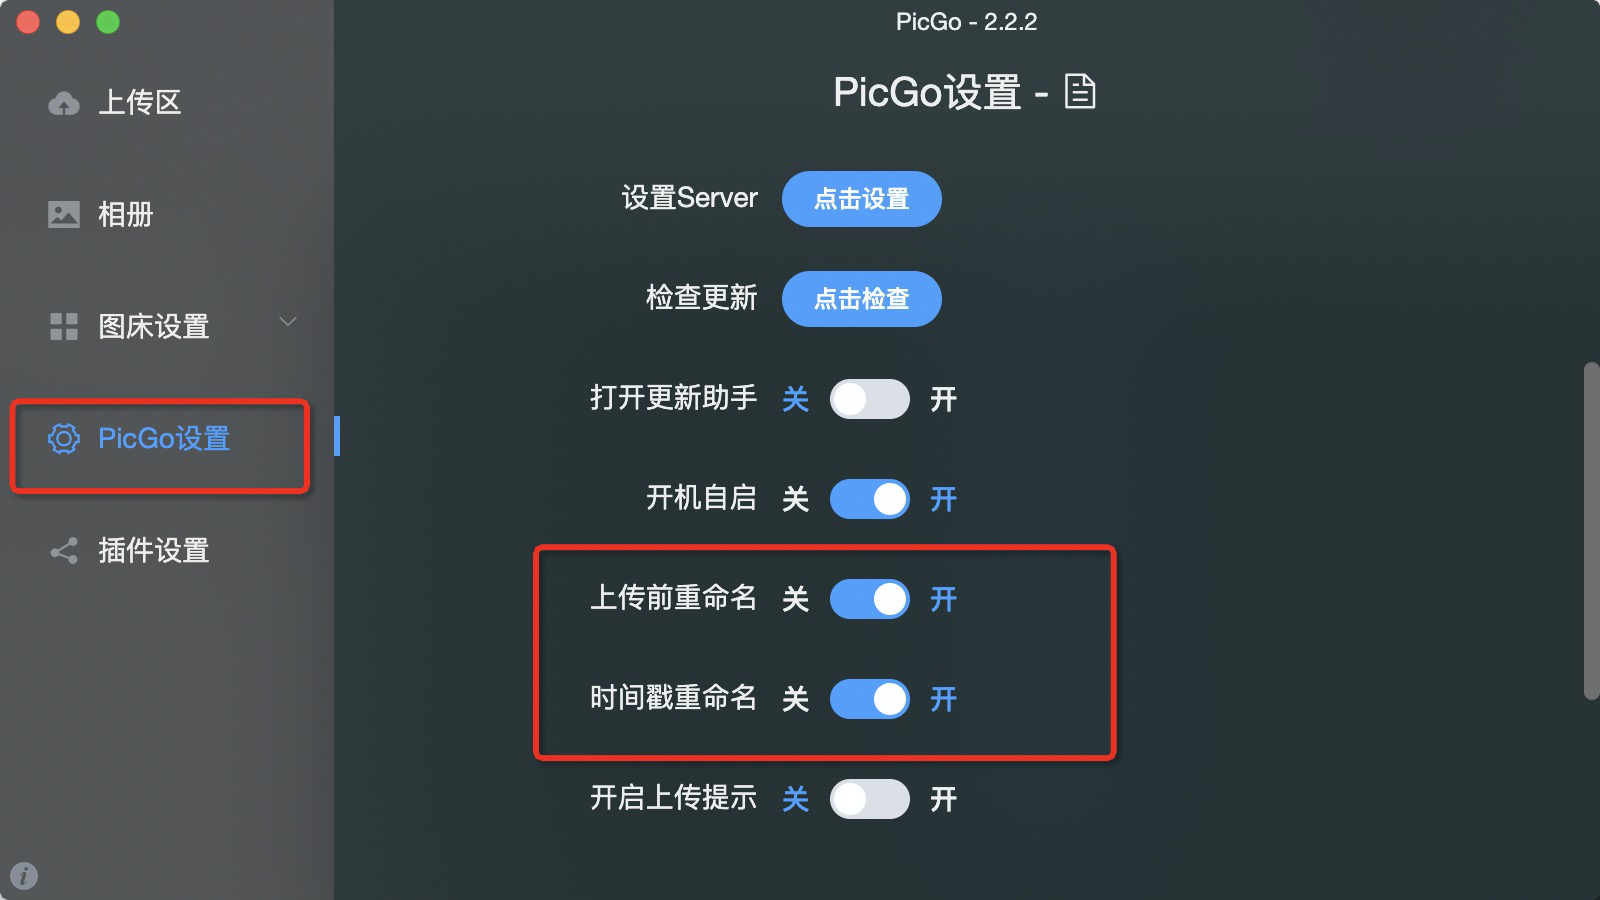 PicGo - 2.2.2
上传区
相册
图床设置
PicGo设置
插件设置
PicGo设置 -
设置Server 点击设置
检查更新 点击检查
打开更新助手 关 开
开机自启 关 开
上传前重命名 关 开
时间戳重命名 关 开
开启上传提示 关 开
i